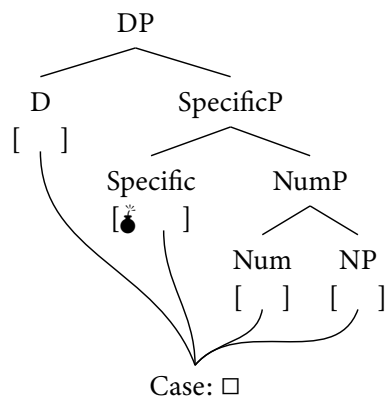 DP
D SpecificP
[ ]
Specific NumP
[💣 ]
Num NP
[ ] [ ]
Case: □